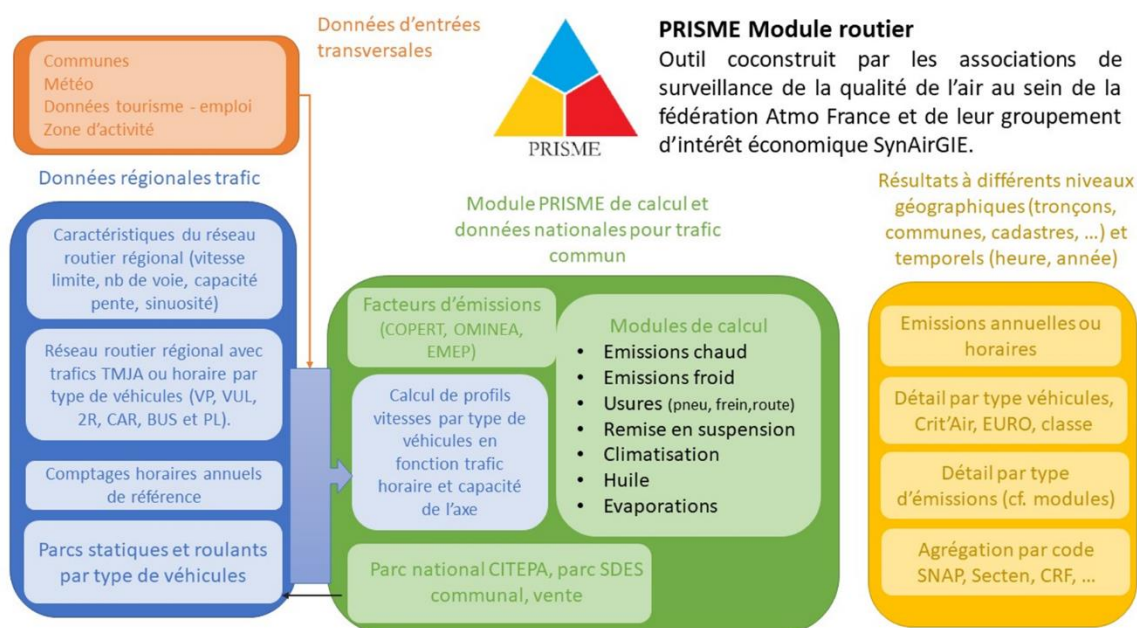 Données d'entrées
transversales
Communes
Météo
Données tourisme - emploi
Zone d'activité
PRISME
PRISME Module routier
Outil coconstruit par les associations de
surveillance de la qualité de l'air au sein de la
fédération Atmo France et de leur groupement
d'intérêt économique SynAirGIE.
Données régionales trafic
Caractéristiques du réseau
routier régional (vitesse
limite, nb de voie, capacité
pente, sinuosité)
Réseau routier régional avec
trafics TMJA ou horaire par
type de véhicules (VP, VUL,
2R, CAR, BUS et PL).
Comptages horaires annuels
de référence
Parcs statiques et roulants
par type de véhicules
Module PRISME de calcul et
données nationales pour trafic
commun
Facteurs d'émissions
(COPERT, OMINEA,
EMEP)
Calcul de profils
vitesses par type de
véhicules en
fonction trafic
horaire et capacité
de l'axe
Modules de calcul
• Emissions chaud
• Emissions froid
• Usures (pneu, frein,route)
• Remise en suspension
• Climatisation
• Huile
• Evaporations
Parc national CITEPA, parc SDES
communal, vente
Résultats à différents niveaux
géographiques (tronçons,
communes, cadastres, ...) et
temporels (heure, année)
Emissions annuelles ou
horaires
Détail par type véhicules,
Crit'Air, EURO, classe
Détail par type
d'émissions (cf. modules)
Agrégation par code
SNAP, Secten, CRF, ...